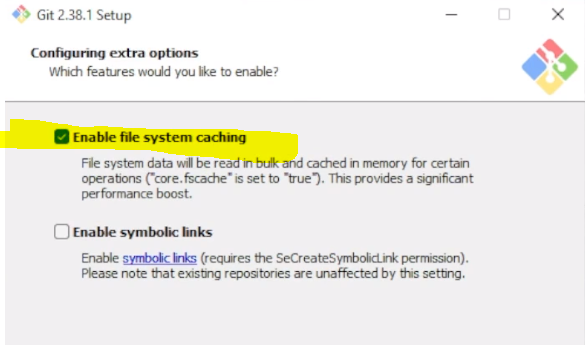 Git 2.38.1 Setup
Configuring extra options
Which features would you like to enable?
Enable file system caching
File system data will be read in bulk and cached in memory for certain
operations ("core.fscache" is set to "true"). This provides a significant
performance boost.
Enable symbolic links
Enable symbolic links (requires the SeCreateSymbolicLink permission).
Please note that existing repositories are unaffected by this setting.